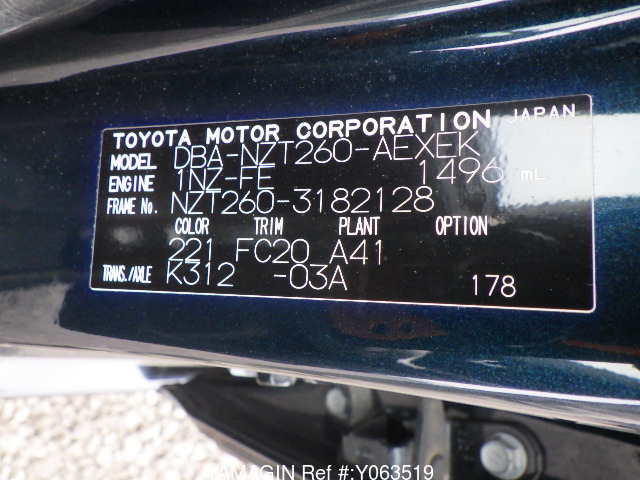 TOYOTA MOTOR CORPORATION JAPAN
MODEL DBA-NZT260-AEXEK
ENGINE 1NZ-FE 1496 mL
FRAME No. NZT260-3182128
COLOR TRIM PLANT OPTION
221 FC20 A41
TRANS./AXLE K312 -03A 178
YAMAGIN Ref #:Y063519